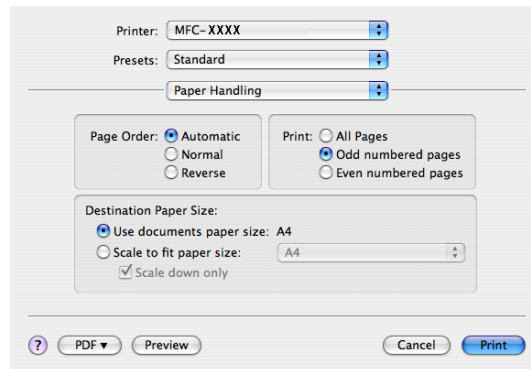 Printer: MFC-XXXX
Presets: Standard
Paper Handling
Page Order: Automatic
Normal
Reverse
Print: All Pages
Odd numbered pages
Even numbered pages
Destination Paper Size:
Use documents paper size: A4
Scale to fit paper size: A4
Scale down only
? PDF▼ Preview Cancel Print